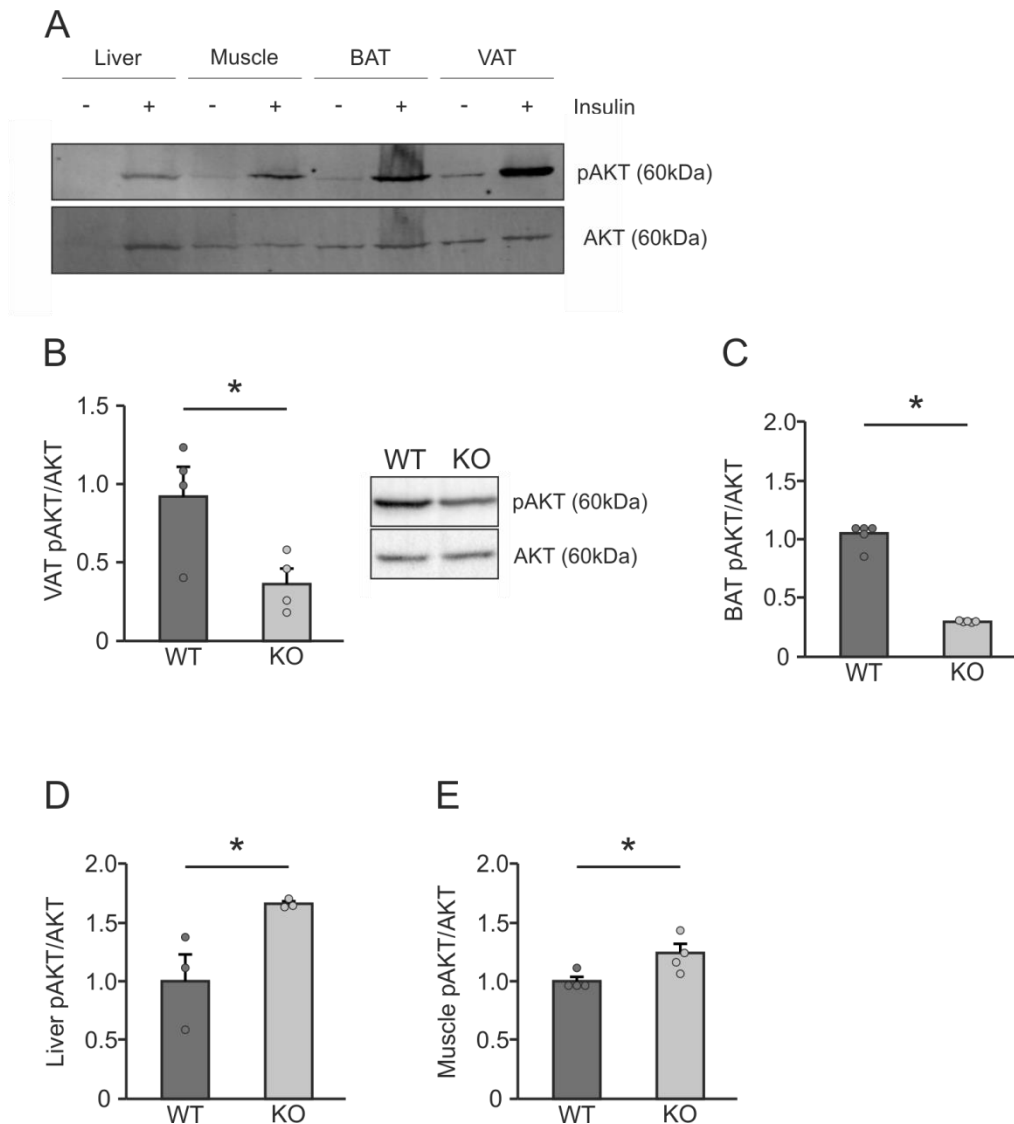 A
Liver Muscle BAT VAT
- + - + - + - + Insulin
pAKT (60kDa)
AKT (60kDa)
B
*
VAT pAKT/AKT
1.5
1.0
0.5
0
WT KO
WT KO
pAKT (60kDa)
AKT (60kDa)
C
*
BAT pAKT/AKT
2.0
1.5
1.0
0.5
0
WT KO
D
*
Liver pAKT/AKT
2.0
1.5
1.0
0.5
0
WT KO
E
*
Muscle pAKT/AKT
2.0
1.5
1.0
0.5
0
WT KO